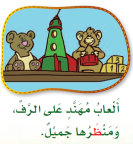 أَلْعابُ مُهَنَّدٍ عَلى الرَّفِّ،
وَمَنْظَرُها جَميلٌ.